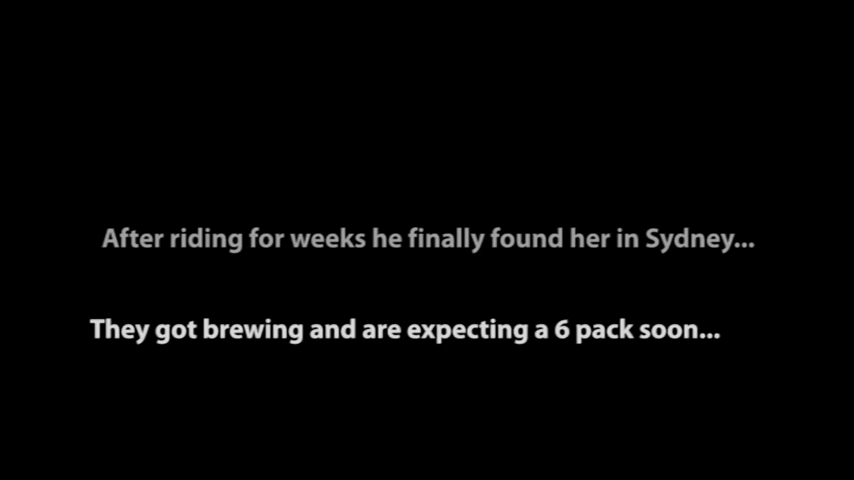 After riding for weeks he finally found her in Sydney...
They got brewing and are expecting a 6 pack soon...